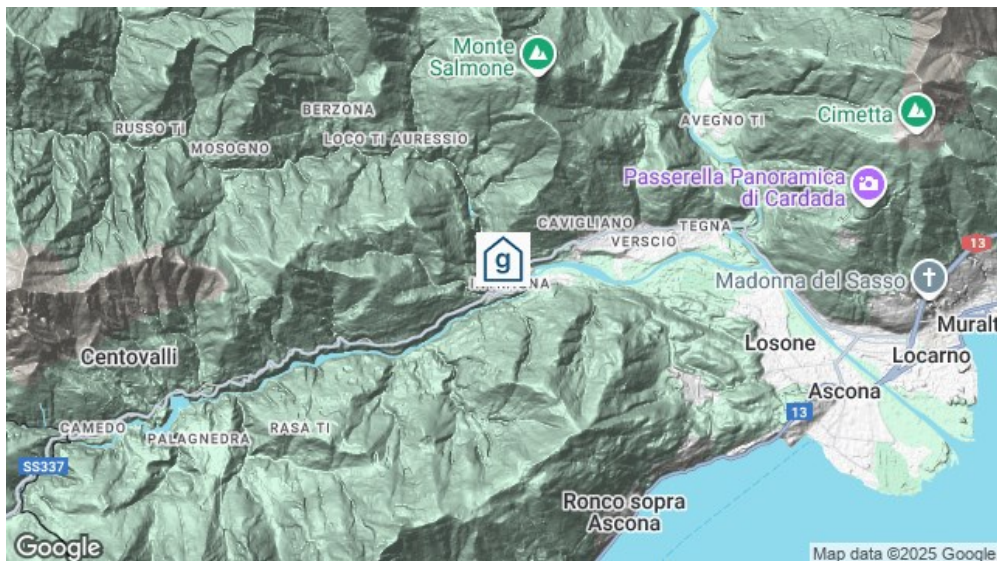 Monte
Salmone
Cimetta
BERZONA
RUSSO TI
AVEGNO TI
LOCO TI AURESSIO
MOSOGNO
Passerella Panoramica
di Cardada
CAVIGLIANO
TEGNA
VERSCIO
13
g
Madonna del Sasso
Muralt
Losone
Locarno
Centovalli
Ascona
13
CAMEDO
RASA TI
PALAGNEDRA
SS337
Ronco sopra
Ascona
Google
Map data ©2025 Google